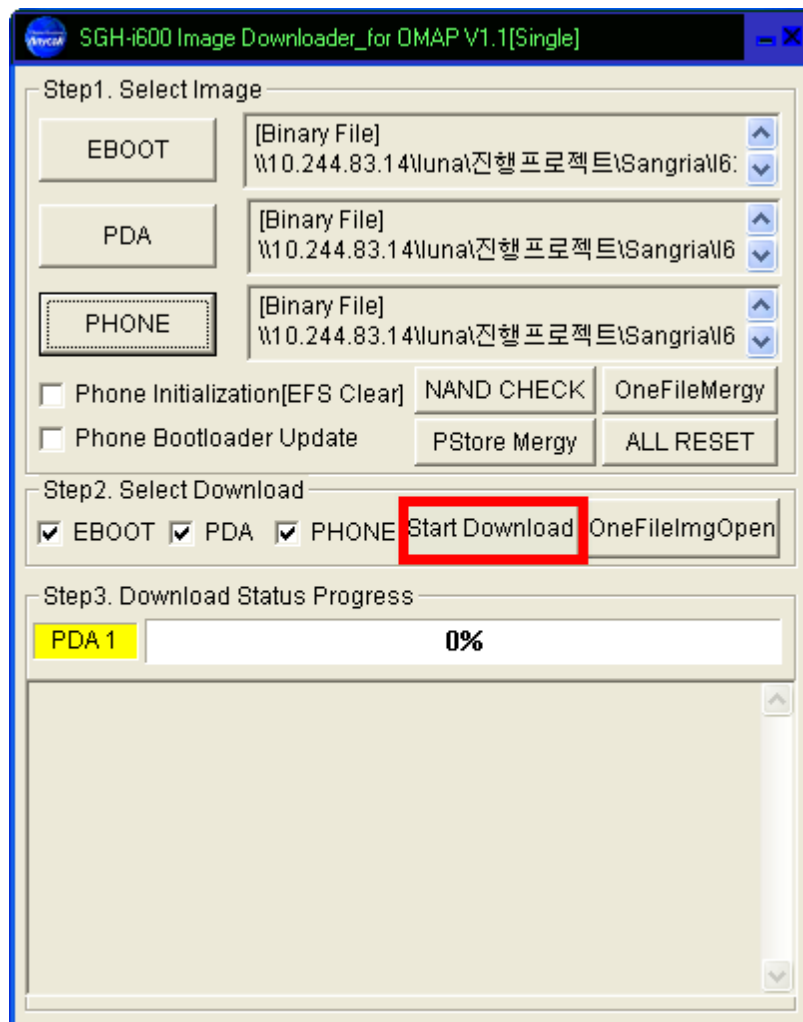 Anycall
SGH-i600 Image Downloader_for OMAP V1.1[Single]
Step1. Select Image
EBOOT
[Binary File]
\\10.244.83.14\luna\진행프로젝트\Sangria\I6:
PDA
[Binary File]
\\10.244.83.14\luna\진행프로젝트\Sangria\I6
PHONE
[Binary File]
\\10.244.83.14\luna\진행프로젝트\Sangria\I6
Phone Initialization[EFS Clear]
NAND CHECK
OneFileMergy
Phone Bootloader Update
PStore Mergy
ALL RESET
Step2. Select Download
EBOOT
PDA
PHONE
Start Download
OneFileImgOpen
Step3. Download Status Progress
PDA 1
0%